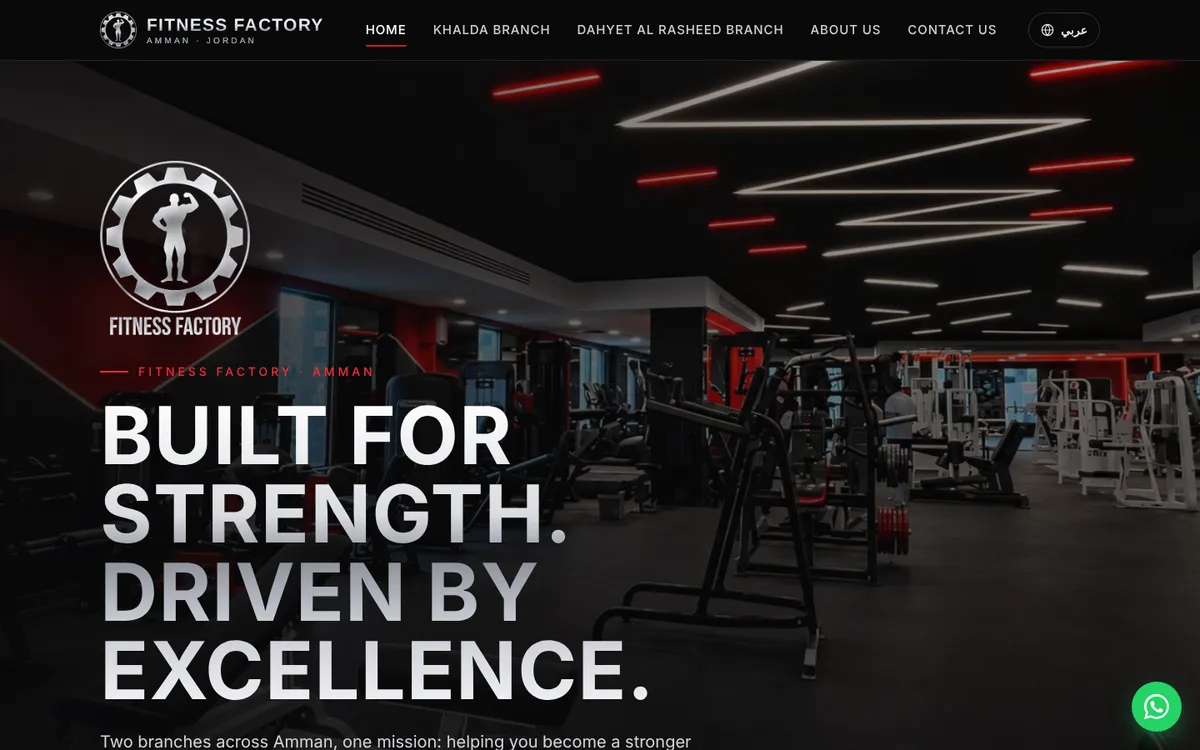 FITNESS FACTORY
AMMAN · JORDAN
HOME
KHALDA BRANCH
DAHYET AL RASHEED BRANCH
ABOUT US
CONTACT US
عربي
FITNESS FACTORY
FITNESS FACTORY · AMMAN
BUILT FOR
STRENGTH.
DRIVEN BY
EXCELLENCE.
Two branches across Amman, one mission: helping you become a stronger